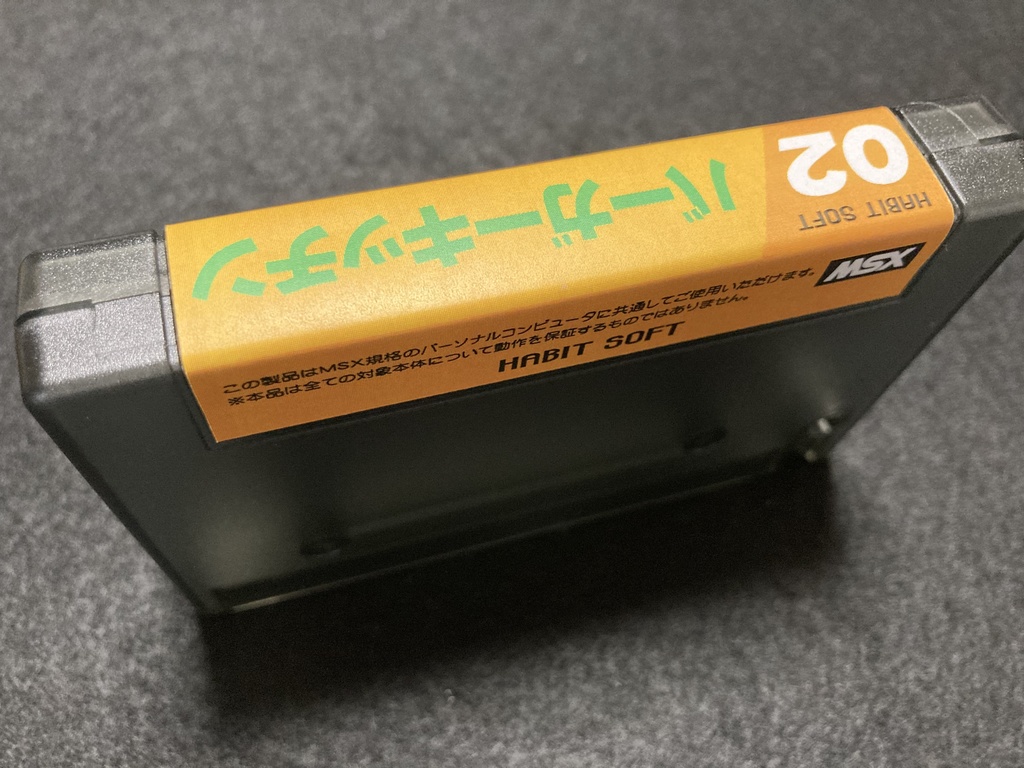 02
HABIT SOFT
バーガーキッチン
MSX
この製品はMSX規格のパーソナルコンピュータに共通してご使用いただけます。
※本品は全ての対象本体について動作を保証するものではありません。
HABIT SOFT